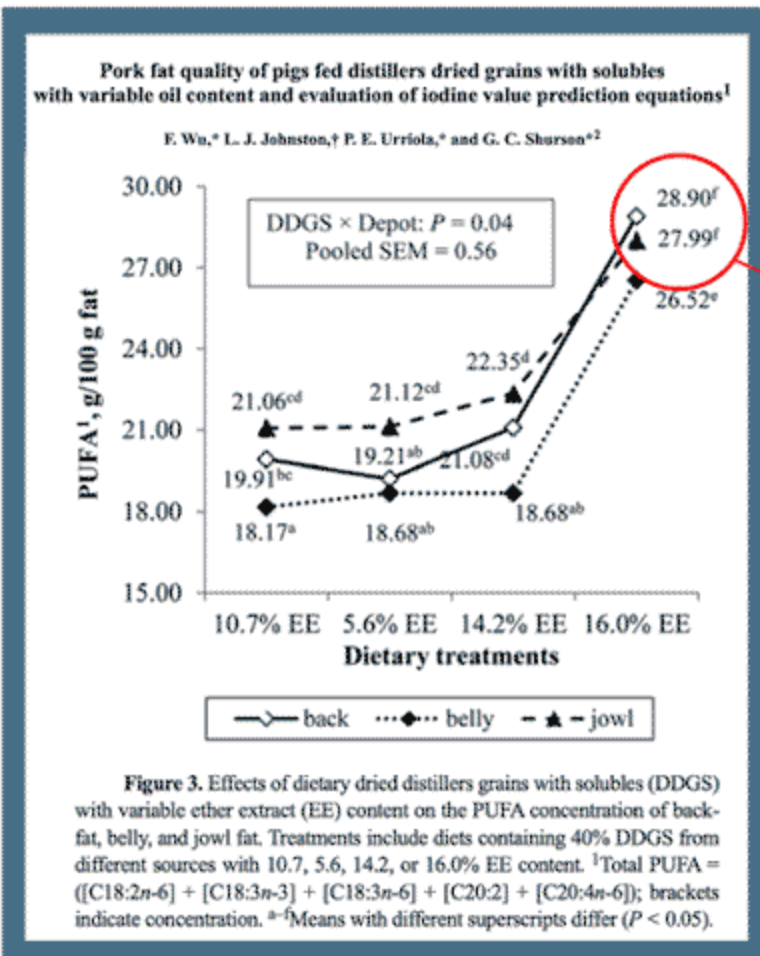 Pork fat quality of pigs fed distillers dried grains with solubles
with variable oil content and evaluation of iodine value prediction equations¹
F. Wu,* L. J. Johnston,† P. E. Urriola,* and G. C. Shurson*²
30.00
27.00
24.00
21.00
18.00
15.00
PUFA¹, g/100 g fat
DDGS × Depot: P = 0.04
Pooled SEM = 0.56
28.90ᶠ
27.99ᶠ
26.52ᵉ
22.35ᵈ
21.06ᶜᵈ
21.12ᶜᵈ
19.91ᵇᶜ
19.21ᵃᵇ
21.08ᶜᵈ
18.17ᵃ
18.68ᵃᵇ
18.68ᵃᵇ
10.7% EE 5.6% EE 14.2% EE 16.0% EE
Dietary treatments
back belly jowl
Figure 3. Effects of dietary dried distillers grains with solubles (DDGS)
with variable ether extract (EE) content on the PUFA concentration of back-
fat, belly, and jowl fat. Treatments include diets containing 40% DDGS from
different sources with 10.7, 5.6, 14.2, or 16.0% EE content. ¹Total PUFA =
([C18:2n-6] + [C18:3n-3] + [C18:3n-6] + [C20:2] + [C20:4n-6]); brackets
indicate concentration. ᵃ⁻ᶠMeans with different superscripts differ (P < 0.05).